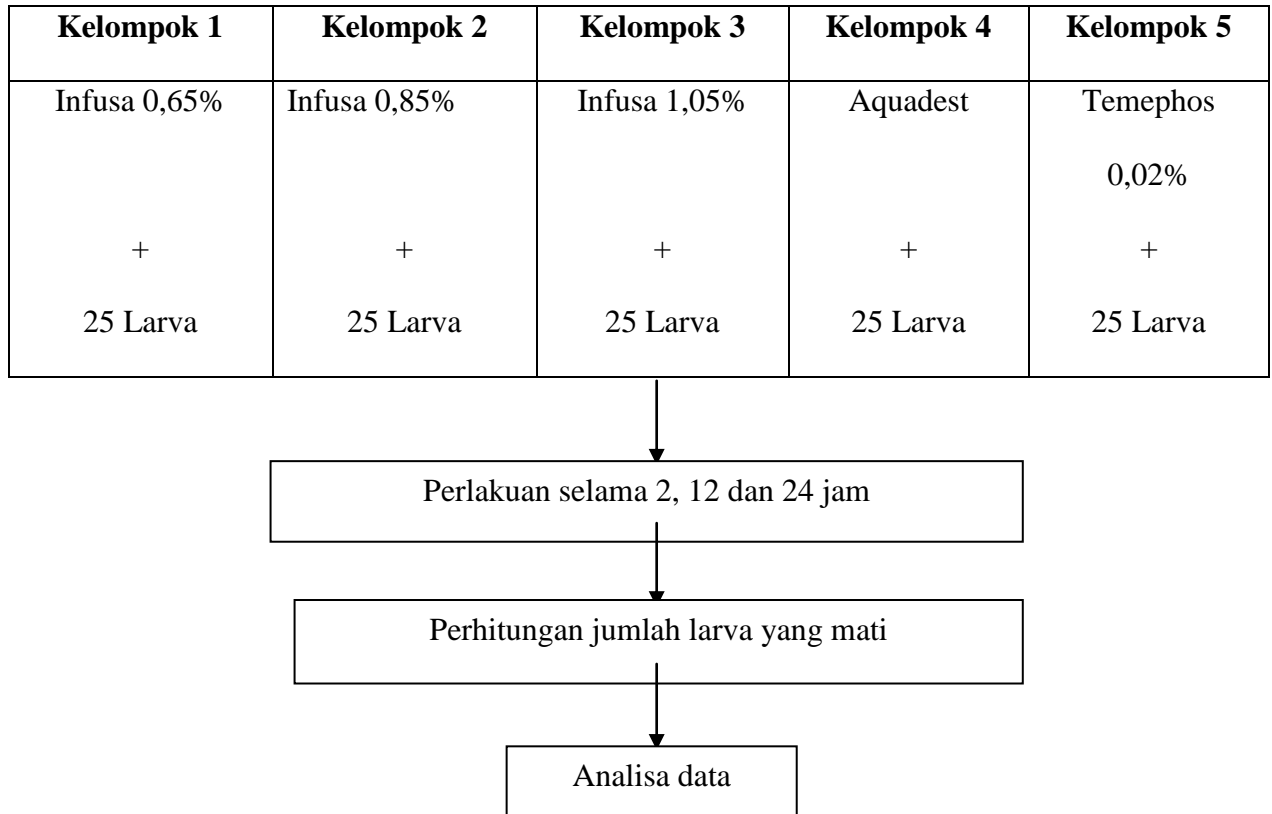 Kelompok 1 Kelompok 2 Kelompok 3 Kelompok 4 Kelompok 5
Infusa 0,65% Infusa 0,85% Infusa 1,05% Aquadest Temephos
0,02%
+ + + + +
25 Larva 25 Larva 25 Larva 25 Larva 25 Larva
Perlakuan selama 2, 12 dan 24 jam
Perhitungan jumlah larva yang mati
Analisa data